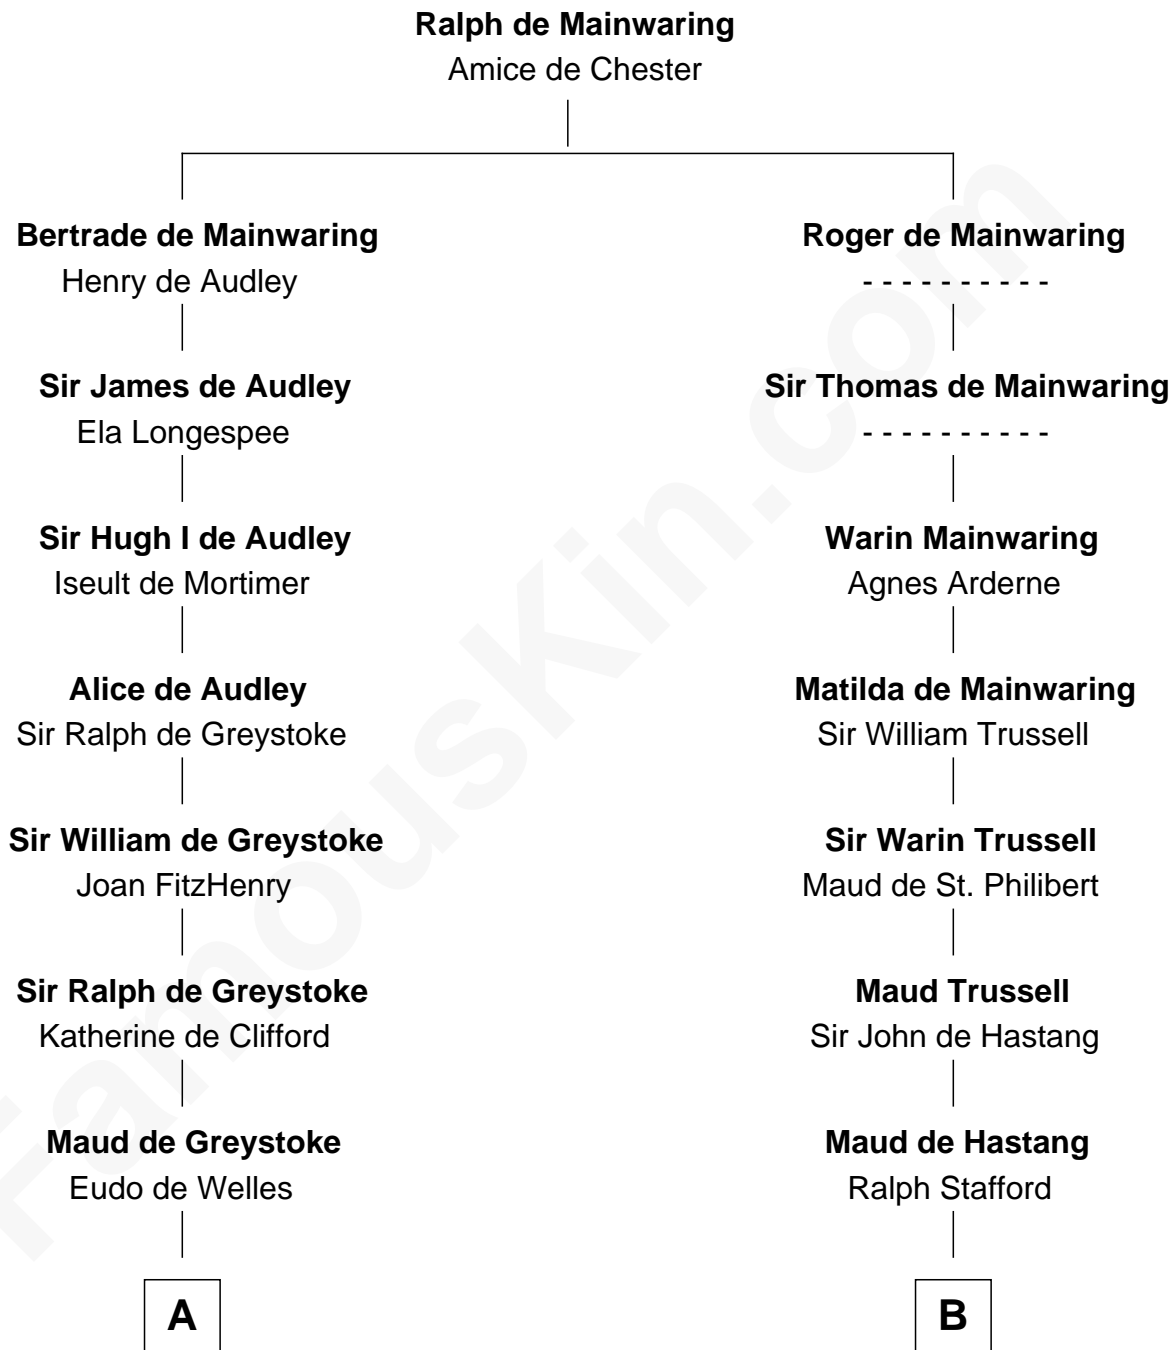 Ralph de Mainwaring
Amice de Chester
Bertrade de Mainwaring
Henry de Audley
Roger de Mainwaring
- - - - - - - - - -
Sir James de Audley
Ela Longespee
Sir Thomas de Mainwaring
- - - - - - - - - -
Sir Hugh I de Audley
Iseult de Mortimer
Warin Mainwaring
Agnes Arderne
Alice de Audley
Sir Ralph de Greystoke
Matilda de Mainwaring
Sir William Trussell
Sir William de Greystoke
Joan FitzHenry
Sir Warin Trussell
Maud de St. Philibert
Sir Ralph de Greystoke
Katherine de Clifford
Maud Trussell
Sir John de Hastang
Maud de Greystoke
Eudo de Welles
Maud de Hastang
Ralph Stafford
A
B
FamousKin.com